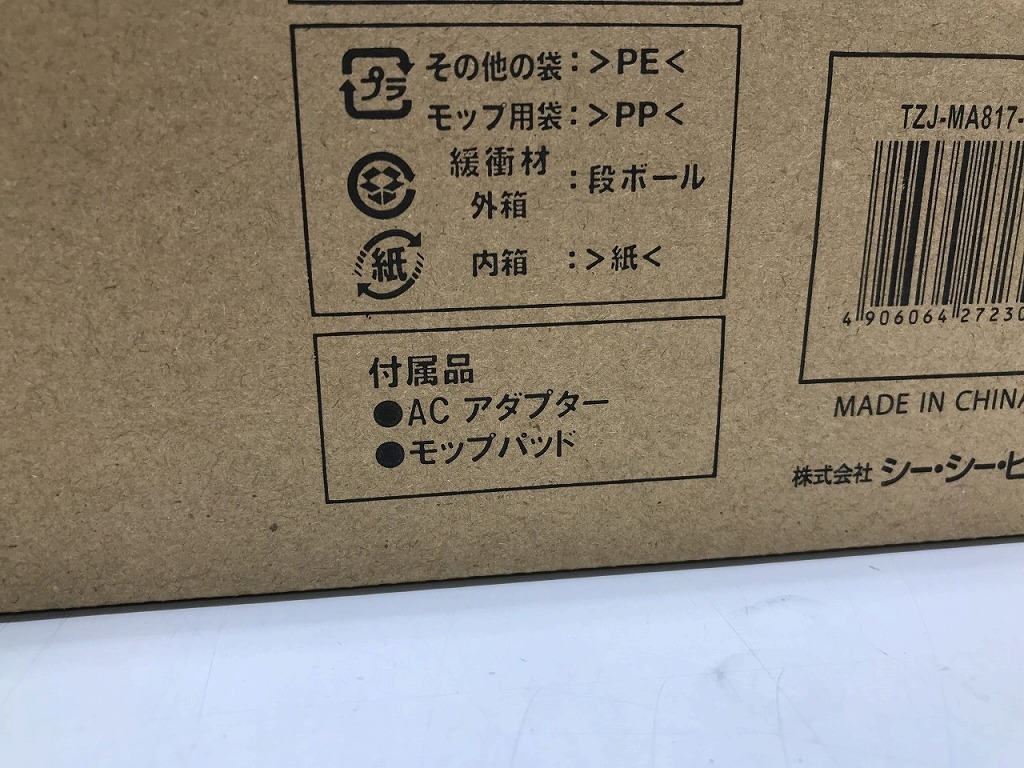 プラ その他の袋：>PE<
モップ用袋：>PP<
緩衝材
外箱 ：段ボール
紙 内箱 ：>紙<
付属品
●AC アダプター
●モップパッド
TZJ-MA817-
4 906064 27230
MADE IN CHINA
株式会社 シー・シー・ピ